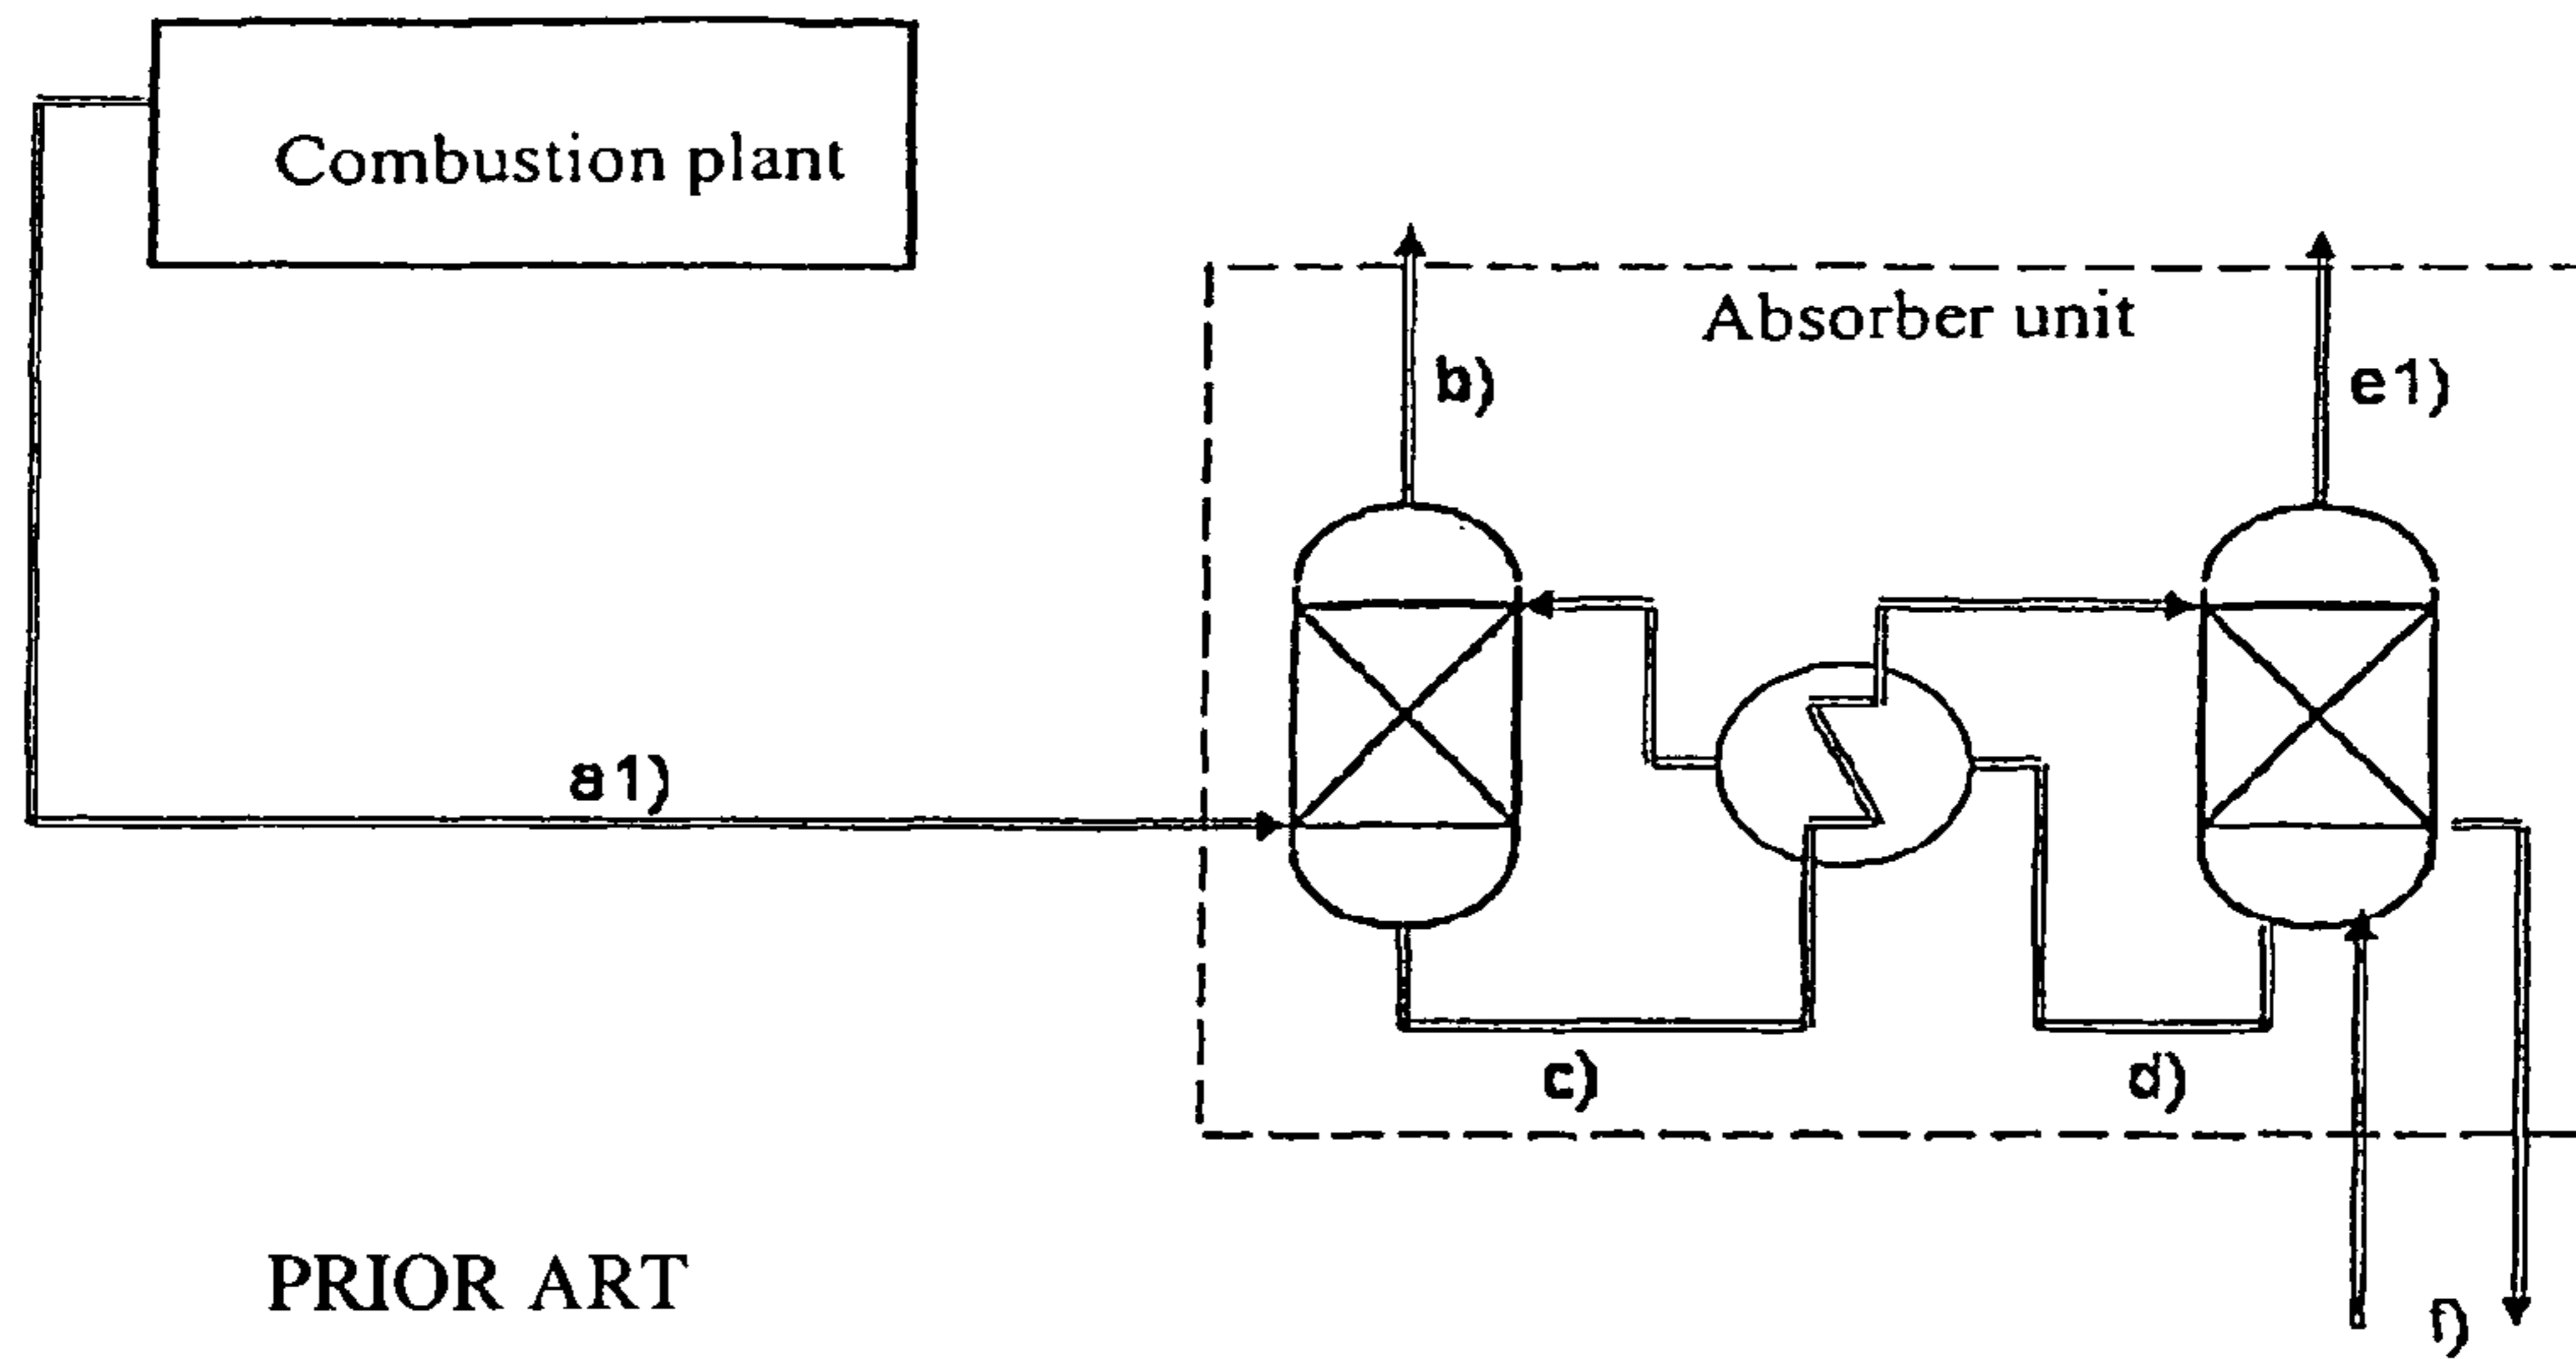 Combustion plant
Absorber unit
b)
e1)
a1)
c)
d)
f)
PRIOR ART